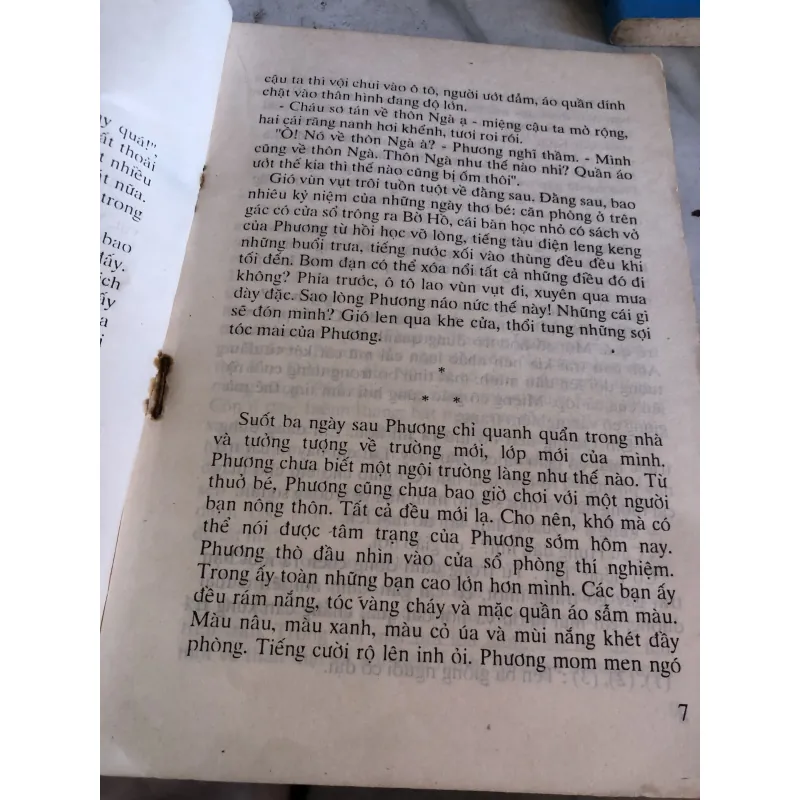 y quá!",
ất thoải
g nhiều
ất nữa.
trong
bao
đấy.
ích
ấy
a
i
cậu ta thì vội chui vào ô tô, người ướt đẫm, áo quần dính
chặt vào thân hình đang độ lớn.
- Cháu sơ tán về thôn Ngà ạ - miệng cậu ta mở rộng,
hai cái răng nanh hơi khểnh, tươi roi rói.
"Ồ! Nó về thôn Ngà à? - Phương nghĩ thầm. - Mình
cũng về thôn Ngà. Thôn Ngà như thế nào nhỉ? Quần áo
ướt thế kia thì thế nào cũng bị ốm thôi".
Gió vùn vụt trôi tuồn tuột về đằng sau. Đằng sau, bao
nhiêu kỷ niệm của những ngày thơ bé: căn phòng ở trên
gác có cửa sổ trông ra Bờ Hồ, cái bàn học nhỏ có sách vở
của Phương từ hồi học vỡ lòng, tiếng tàu điện leng keng
những buổi trưa, tiếng nước xối vào thùng đều đều khi
tối đến. Bom đạn có thể xóa nổi tất cả những điều đó đi
không? Phía trước, ô tô lao vùn vụt đi, xuyên qua mưa
dày đặc. Sao lòng Phương náo nức thế này! Những cái gì
sẽ đón mình? Gió len qua khe cửa, thổi tung những sợi
tóc mai của Phương.
*
* *
Suốt ba ngày sau Phương chỉ quanh quẩn trong nhà
và tưởng tượng về trường mới, lớp mới của mình.
Phương chưa biết một ngôi trường làng như thế nào. Từ
thuở bé, Phương cũng chưa bao giờ chơi với một người
bạn nông thôn. Tất cả đều mới lạ. Cho nên, khó mà có
thể nói được tâm trạng của Phương sớm hôm nay.
Phương thò đầu nhìn vào cửa sổ phòng thí nghiệm.
Trong ấy toàn những bạn cao lớn hơn mình. Các bạn ấy
đều rám nắng, tóc vàng cháy và mặc quần áo sẫm màu.
Màu nâu, màu xanh, màu cỏ úa và mùi nắng khét đầy
phòng. Tiếng cười rộ lên inh ỏi. Phương mom men ngó
7